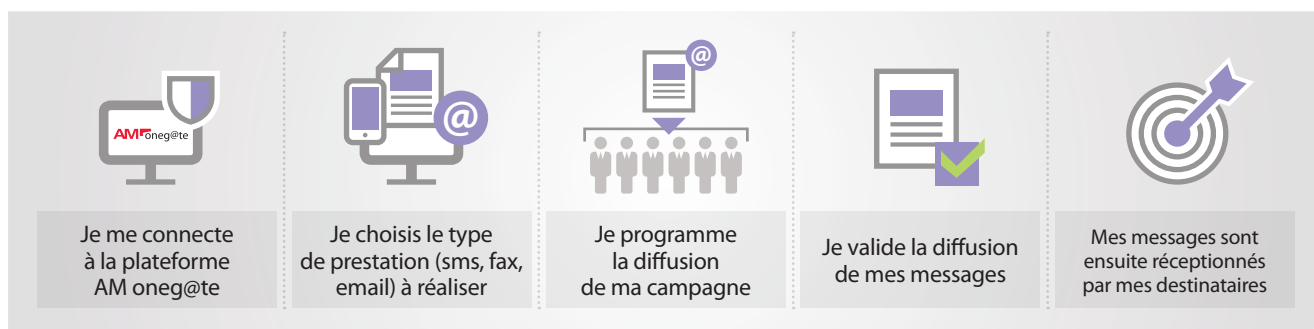 AM oneg@te
@
@
Je me connecte
à la plateforme
AM oneg@te
Je choisis le type
de prestation (sms, fax,
email) à réaliser
Je programme
la diffusion
de ma campagne
Je valide la diffusion
de mes messages
Mes messages sont
ensuite réceptionnés
par mes destinataires